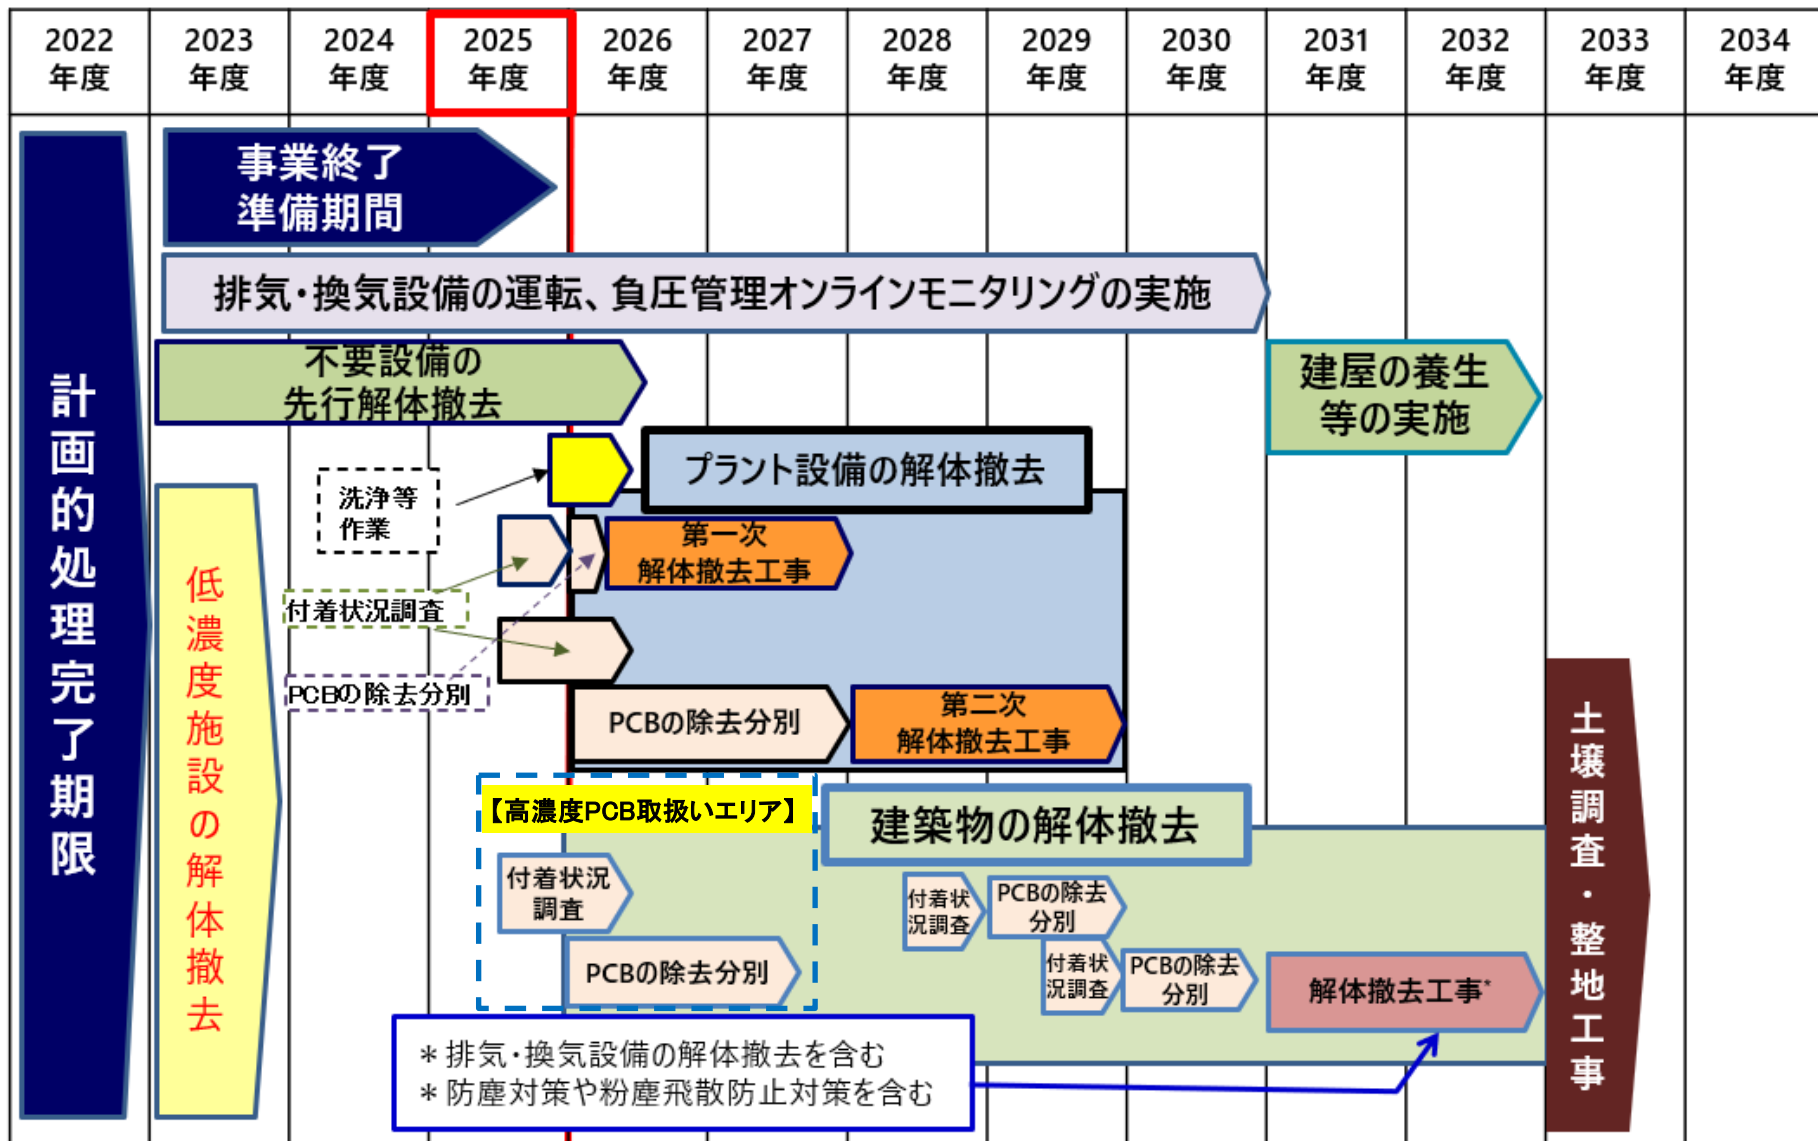 2022
年度
2023
年度
2024
年度
2025
年度
2026
年度
2027
年度
2028
年度
2029
年度
2030
年度
2031
年度
2032
年度
2033
年度
2034
年度
計画的処理完了期限
事業終了
準備期間
排気・換気設備の運転、負圧管理オンラインモニタリングの実施
不要設備の
先行解体撤去
建屋の養生
等の実施
低濃度施設の解体撤去
洗浄等
作業
プラント設備の解体撤去
第一次
解体撤去工事
付着状況調査
PCBの除去分別
PCBの除去分別
第二次
解体撤去工事
【高濃度PCB取扱いエリア】
建築物の解体撤去
付着状況
調査
PCBの除去分別
付着状
況調査
PCBの除去
分別
付着状
況調査
PCBの除去
分別
解体撤去工事*
土壌調査・整地工事
＊排気・換気設備の解体撤去を含む
＊防塵対策や粉塵飛散防止対策を含む